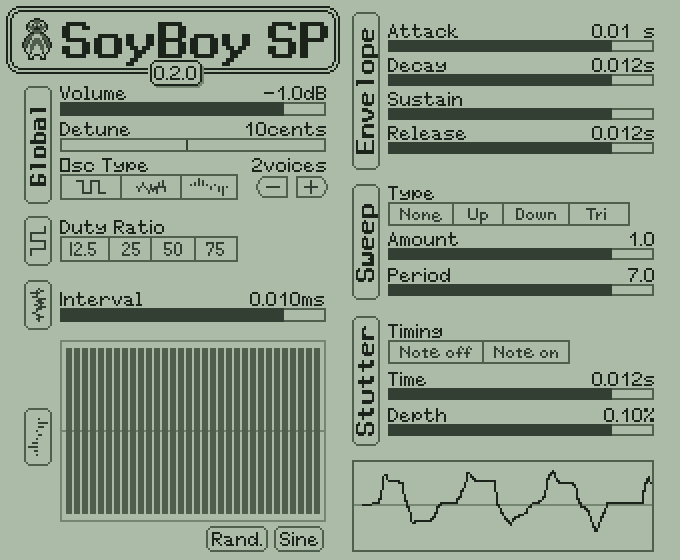 SoyBoy SP
0.2.0
Global
Volume -1.0dB
Detune 10cents
Osc Type 2voices
− +
Duty Ratio
12.5 25 50 75
Interval 0.010ms
Rand. Sine
Envelope
Attack 0.01 s
Decay 0.012s
Sustain
Release 0.012s
Sweep
Type
None Up Down Tri
Amount 1.0
Period 7.0
Stutter
Timing
Note off Note on
Time 0.012s
Depth 0.10%